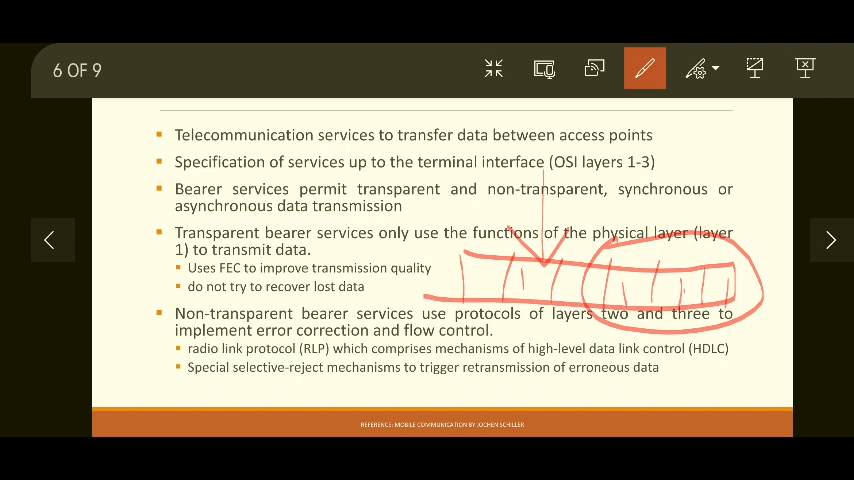 6 OF 9
Telecommunication services to transfer data between access points
Specification of services up to the terminal interface (OSI layers 1-3)
Bearer services permit transparent and non-transparent, synchronous or
asynchronous data transmission
Transparent bearer services only use the functions of the physical layer (layer
1) to transmit data.
Uses FEC to improve transmission quality
do not try to recover lost data
Non-transparent bearer services use protocols of layers two and three to
implement error correction and flow control.
radio link protocol (RLP) which comprises mechanisms of high-level data link control (HDLC)
Special selective-reject mechanisms to trigger retransmission of erroneous data
REFERENCE: MOBILE COMMUNICATION BY JOCHEN SCHILLER